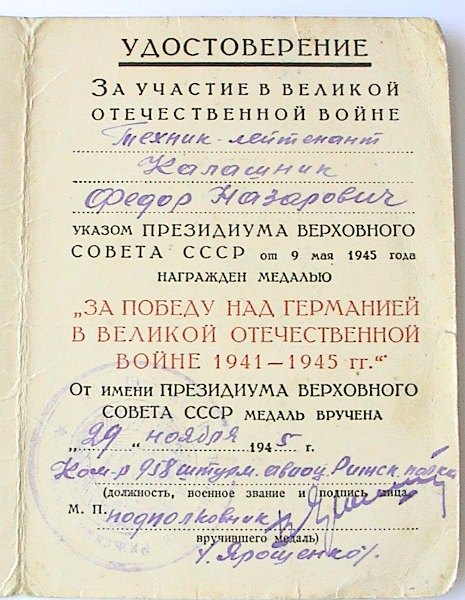 УДОСТОВЕРЕНИЕ
ЗА УЧАСТИЕ В ВЕЛИКОЙ
ОТЕЧЕСТВЕННОЙ ВОЙНЕ
Техник-лейтенант
Калашник
Федор Назарович
УКАЗОМ ПРЕЗИДИУМА ВЕРХОВНОГО
СОВЕТА СССР от 9 мая 1945 года
НАГРАЖДЕН МЕДАЛЬЮ
„ЗА ПОБЕДУ НАД ГЕРМАНИЕЙ
В ВЕЛИКОЙ ОТЕЧЕСТВЕННОЙ
ВОЙНЕ 1941—1945 гг.“
От имени ПРЕЗИДИУМА ВЕРХОВНОГО
СОВЕТА СССР МЕДАЛЬ ВРУЧЕНА
„29“ ноября 1945 г.
Ком-р 958 штурм. авиац. Рижск. полка
(должность, военное звание и подпись лица,
М. П. подполковник
вручившего медаль)
/Ярошенко/.